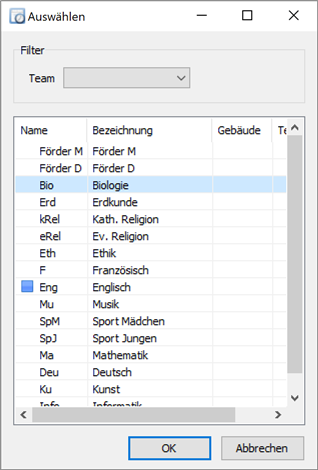 Auswählen
Filter
Team
Name Bezeichnung Gebäude Te
Förder M Förder M
Förder D Förder D
Bio Biologie
Erd Erdkunde
kRel Kath. Religion
eRel Ev. Religion
Eth Ethik
F Französisch
Eng Englisch
Mu Musik
SpM Sport Mädchen
SpJ Sport Jungen
Ma Mathematik
Deu Deutsch
Ku Kunst
Info Informatik
OK Abbrechen